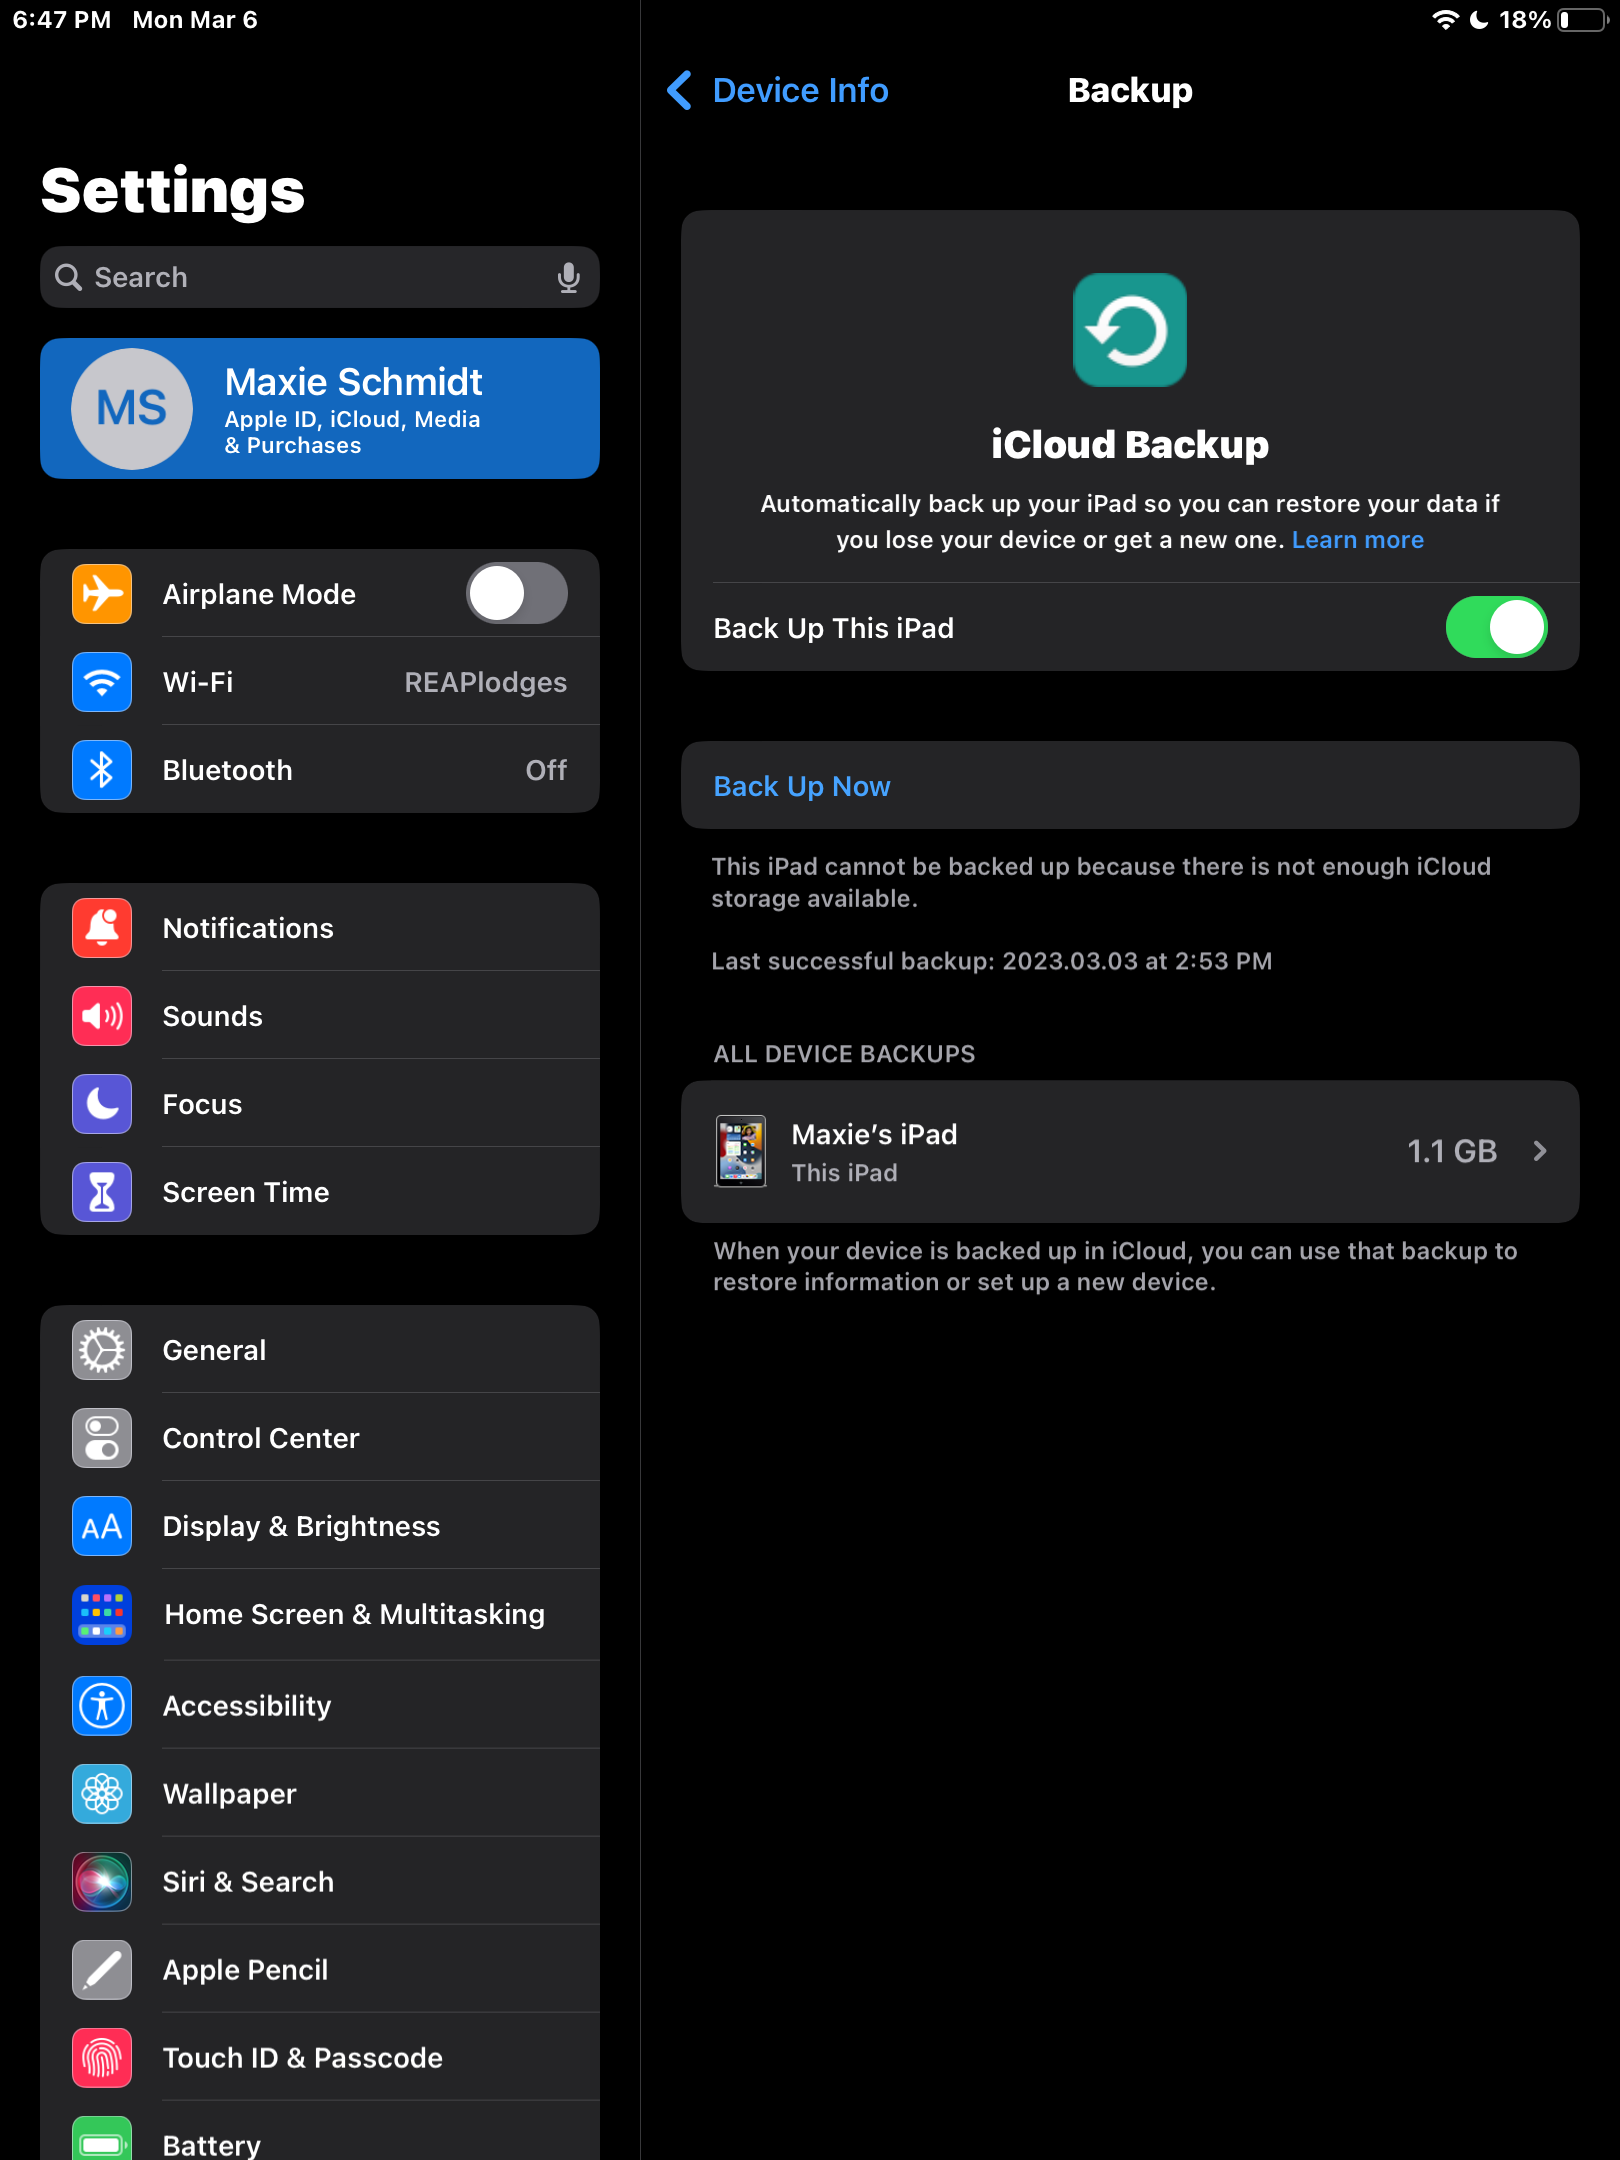 6:47 PM Mon Mar 6
18%
Settings
Search
MS
Maxie Schmidt
Apple ID, iCloud, Media
& Purchases
Airplane Mode
Wi-Fi REAPlodges
Bluetooth Off
Notifications
Sounds
Focus
Screen Time
General
Control Center
AA
Display & Brightness
Home Screen & Multitasking
Accessibility
Wallpaper
Siri & Search
Apple Pencil
Touch ID & Passcode
Battery
Device Info
Backup
iCloud Backup
Automatically back up your iPad so you can restore your data if
you lose your device or get a new one. Learn more
Back Up This iPad
Back Up Now
This iPad cannot be backed up because there is not enough iCloud
storage available.
Last successful backup: 2023.03.03 at 2:53 PM
ALL DEVICE BACKUPS
Maxie’s iPad
This iPad
1.1 GB
When your device is backed up in iCloud, you can use that backup to
restore information or set up a new device.